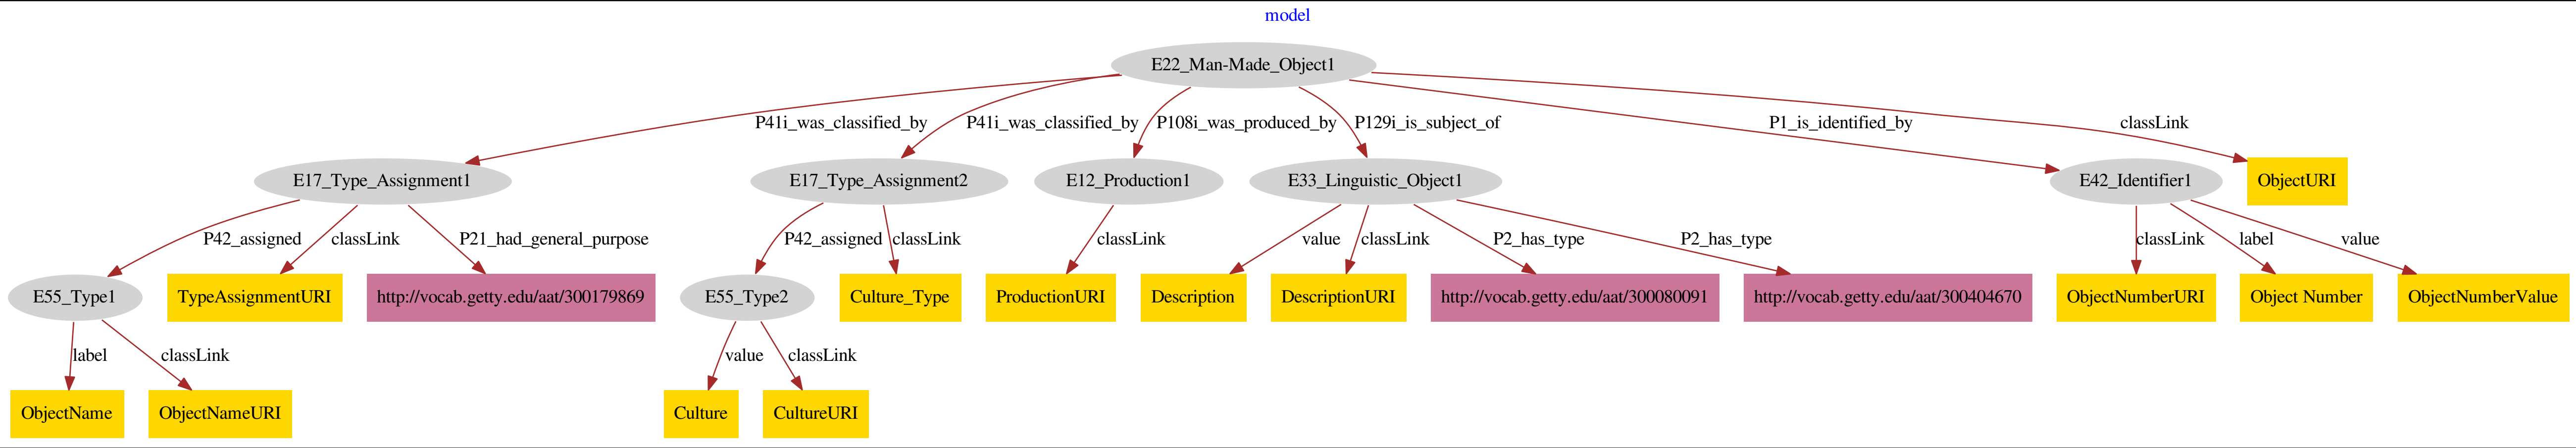 model
E22_Man-Made_Object1
P41i_was_classified_by P41i_was_classified_by P108i_was_produced_by P129i_is_subject_of P1_is_identified_by classLink
E17_Type_Assignment1 E17_Type_Assignment2 E12_Production1 E33_Linguistic_Object1 E42_Identifier1 ObjectURI
P42_assigned classLink P21_had_general_purpose P42_assigned classLink classLink value classLink P2_has_type P2_has_type classLink label value
E55_Type1 TypeAssignmentURI http://vocab.getty.edu/aat/300179869 E55_Type2 Culture_Type ProductionURI Description DescriptionURI http://vocab.getty.edu/aat/300080091 http://vocab.getty.edu/aat/300404670 ObjectNumberURI Object Number ObjectNumberValue
label classLink value classLink
ObjectName ObjectNameURI Culture CultureURI